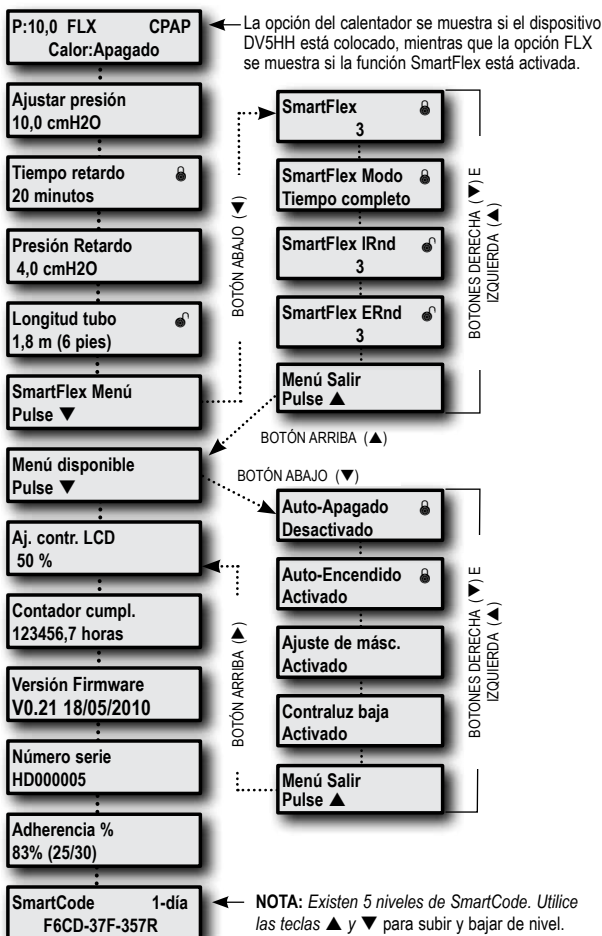 P:10,0 FLX CPAP
Calor:Apagado
La opción del calentador se muestra si el dispositivo
DV5HH está colocado, mientras que la opción FLX
se muestra si la función SmartFlex está activada.
Ajustar presión
10,0 cmH2O
Tiempo retardo
20 minutos
Presión Retardo
4,0 cmH2O
Longitud tubo
1,8 m (6 pies)
SmartFlex Menú
Pulse ▼
BOTÓN ABAJO (▼)
SmartFlex
3
SmartFlex Modo
Tiempo completo
SmartFlex IRnd
3
SmartFlex ERnd
3
Menú Salir
Pulse ▲
BOTONES DERECHA (▼) E
IZQUIERDA (▲)
BOTÓN ARRIBA (▲)
Menú disponible
Pulse ▼
BOTÓN ABAJO (▼)
Aj. contr. LCD
50 %
Contador cumpl.
123456,7 horas
Versión Firmware
V0.21 18/05/2010
Número serie
HD000005
Adherencia %
83% (25/30)
SmartCode 1-día
F6CD-37F-357R
BOTÓN ARRIBA (▲)
Auto-Apagado
Desactivado
Auto-Encendido
Activado
Ajuste de másc.
Activado
Contraluz baja
Activado
Menú Salir
Pulse ▲
BOTONES DERECHA (▼) E
IZQUIERDA (▲)
NOTA: Existen 5 niveles de SmartCode. Utilice
las teclas ▲ y ▼ para subir y bajar de nivel.